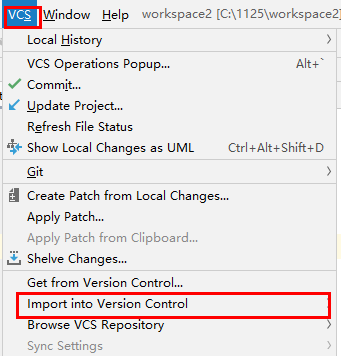 VCS Window Help workspace2 [C:\1125\workspace2]
Local History
VCS Operations Popup... Alt+`
Commit...
Update Project...
Refresh File Status
Show Local Changes as UML Ctrl+Alt+Shift+D
Git
Create Patch from Local Changes...
Apply Patch...
Apply Patch from Clipboard...
Shelve Changes...
Get from Version Control...
Import into Version Control
Browse VCS Repository
Sync Settings